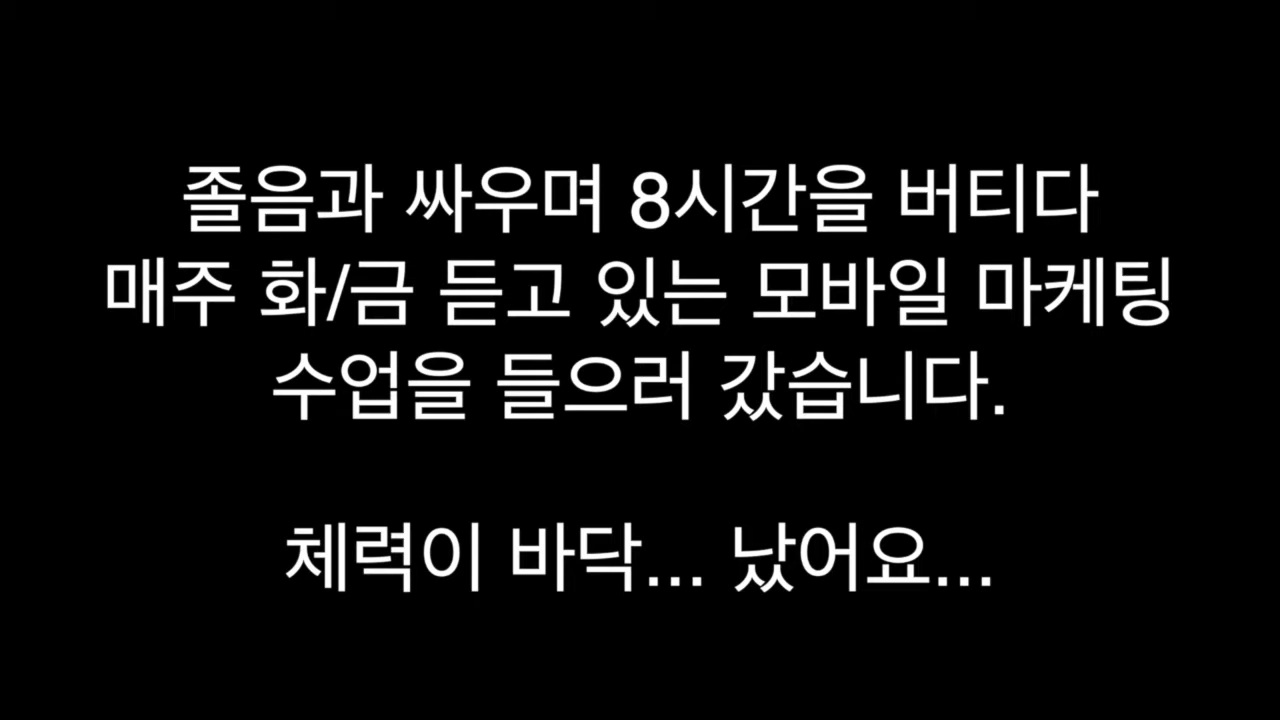 졸음과 싸우며 8시간을 버티다
매주 화/금 듣고 있는 모바일 마케팅
수업을 들으러 갔습니다.
체력이 바닥... 났어요...